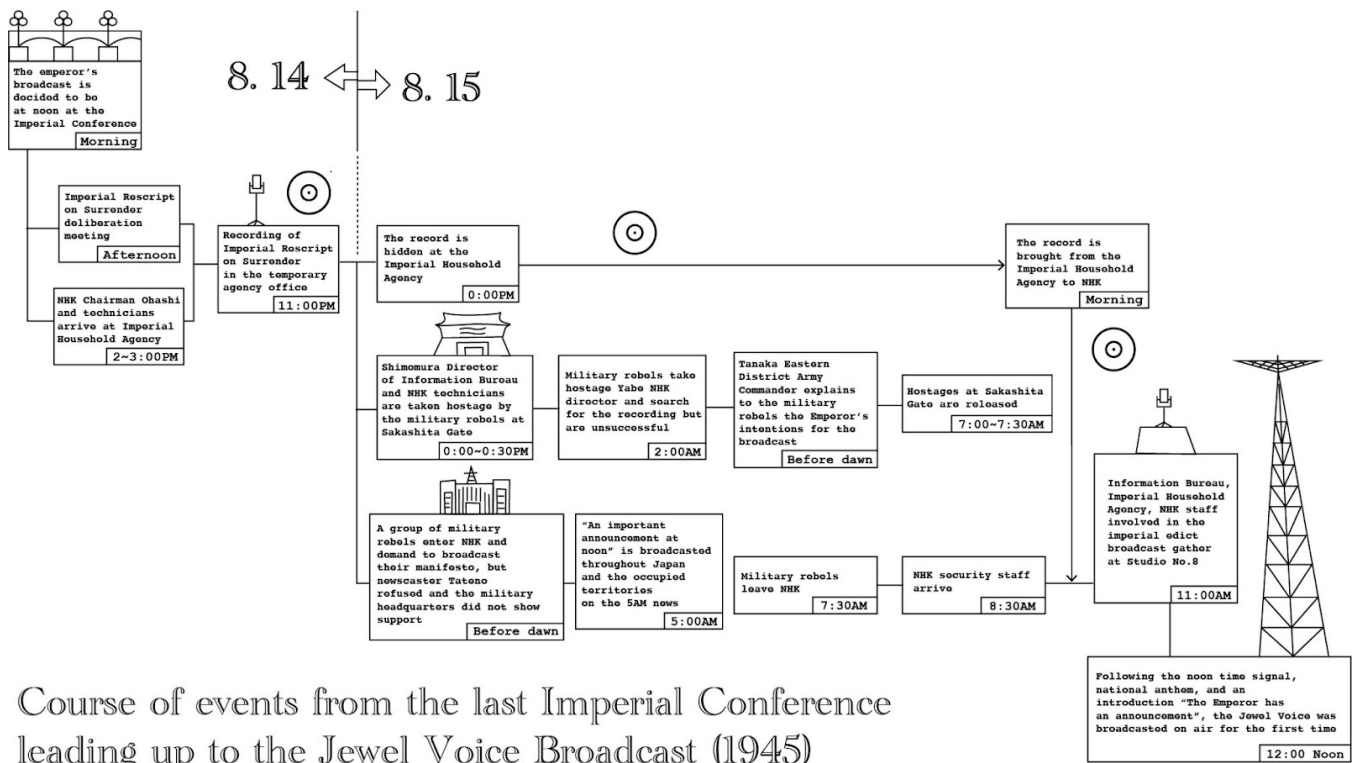 The emperor's
broadcast is
decided to be
at noon at the
Imperial Conference
Morning
8. 14
8. 15
Imperial Roscript
on Surrender
deliberation
meeting
Afternoon
NHK Chairman Ohashi
and technicians
arrive at Imperial
Household Agency
2~3:00PM
Recording of
Imperial Roscript
on Surrender
in the temporary
agency office
11:00PM
The record is
hidden at the
Imperial Household
Agency
0:00PM
The record is
brought from the
Imperial Household
Agency to NHK
Morning
Shimomura Director
of Information Bureau
and NHK technicians
are taken hostage by
the military rebels at
Sakashita Gate
0:00~0:30PM
Military rebels take
hostage Yabe NHK
director and search
for the recording but
are unsuccessful
2:00AM
Tanaka Eastern
District Army
Commander explains
to the military
rebels the Emperor's
intentions for the
broadcast
Before dawn
Hostages at Sakashita
Gate are released
7:00~7:30AM
A group of military
rebels enter NHK and
demand to broadcast
their manifesto, but
newscaster Tateno
refused and the military
headquarters did not show
support
Before dawn
"An important
announcement at
noon" is broadcasted
throughout Japan
and the occupied
territories
on the 5AM news
5:00AM
Military rebels
leave NHK
7:30AM
NHK security staff
arrive
8:30AM
Information Bureau,
Imperial Household
Agency, NHK staff
involved in the
imperial edict
broadcast gather
at Studio No.8
11:00AM
Following the noon time signal,
national anthem, and an
introduction "The Emperor has
an announcement", the Jewel Voice was
broadcasted on air for the first time
12:00 Noon
Course of events from the last Imperial Conference
leading up to the Jewel Voice Broadcast (1945)